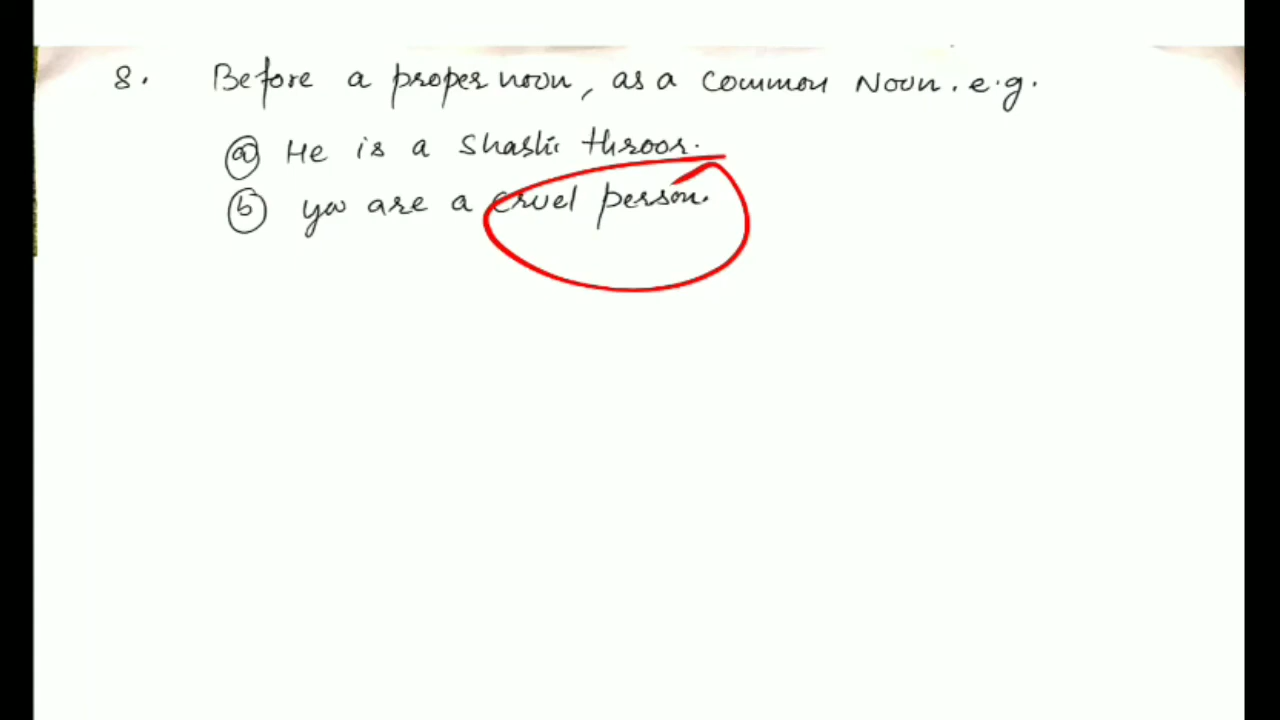 8. Before a proper noun, as a common Noun. e.g.
(a) He is a Shashi throor.
(b) you are a cruel person.